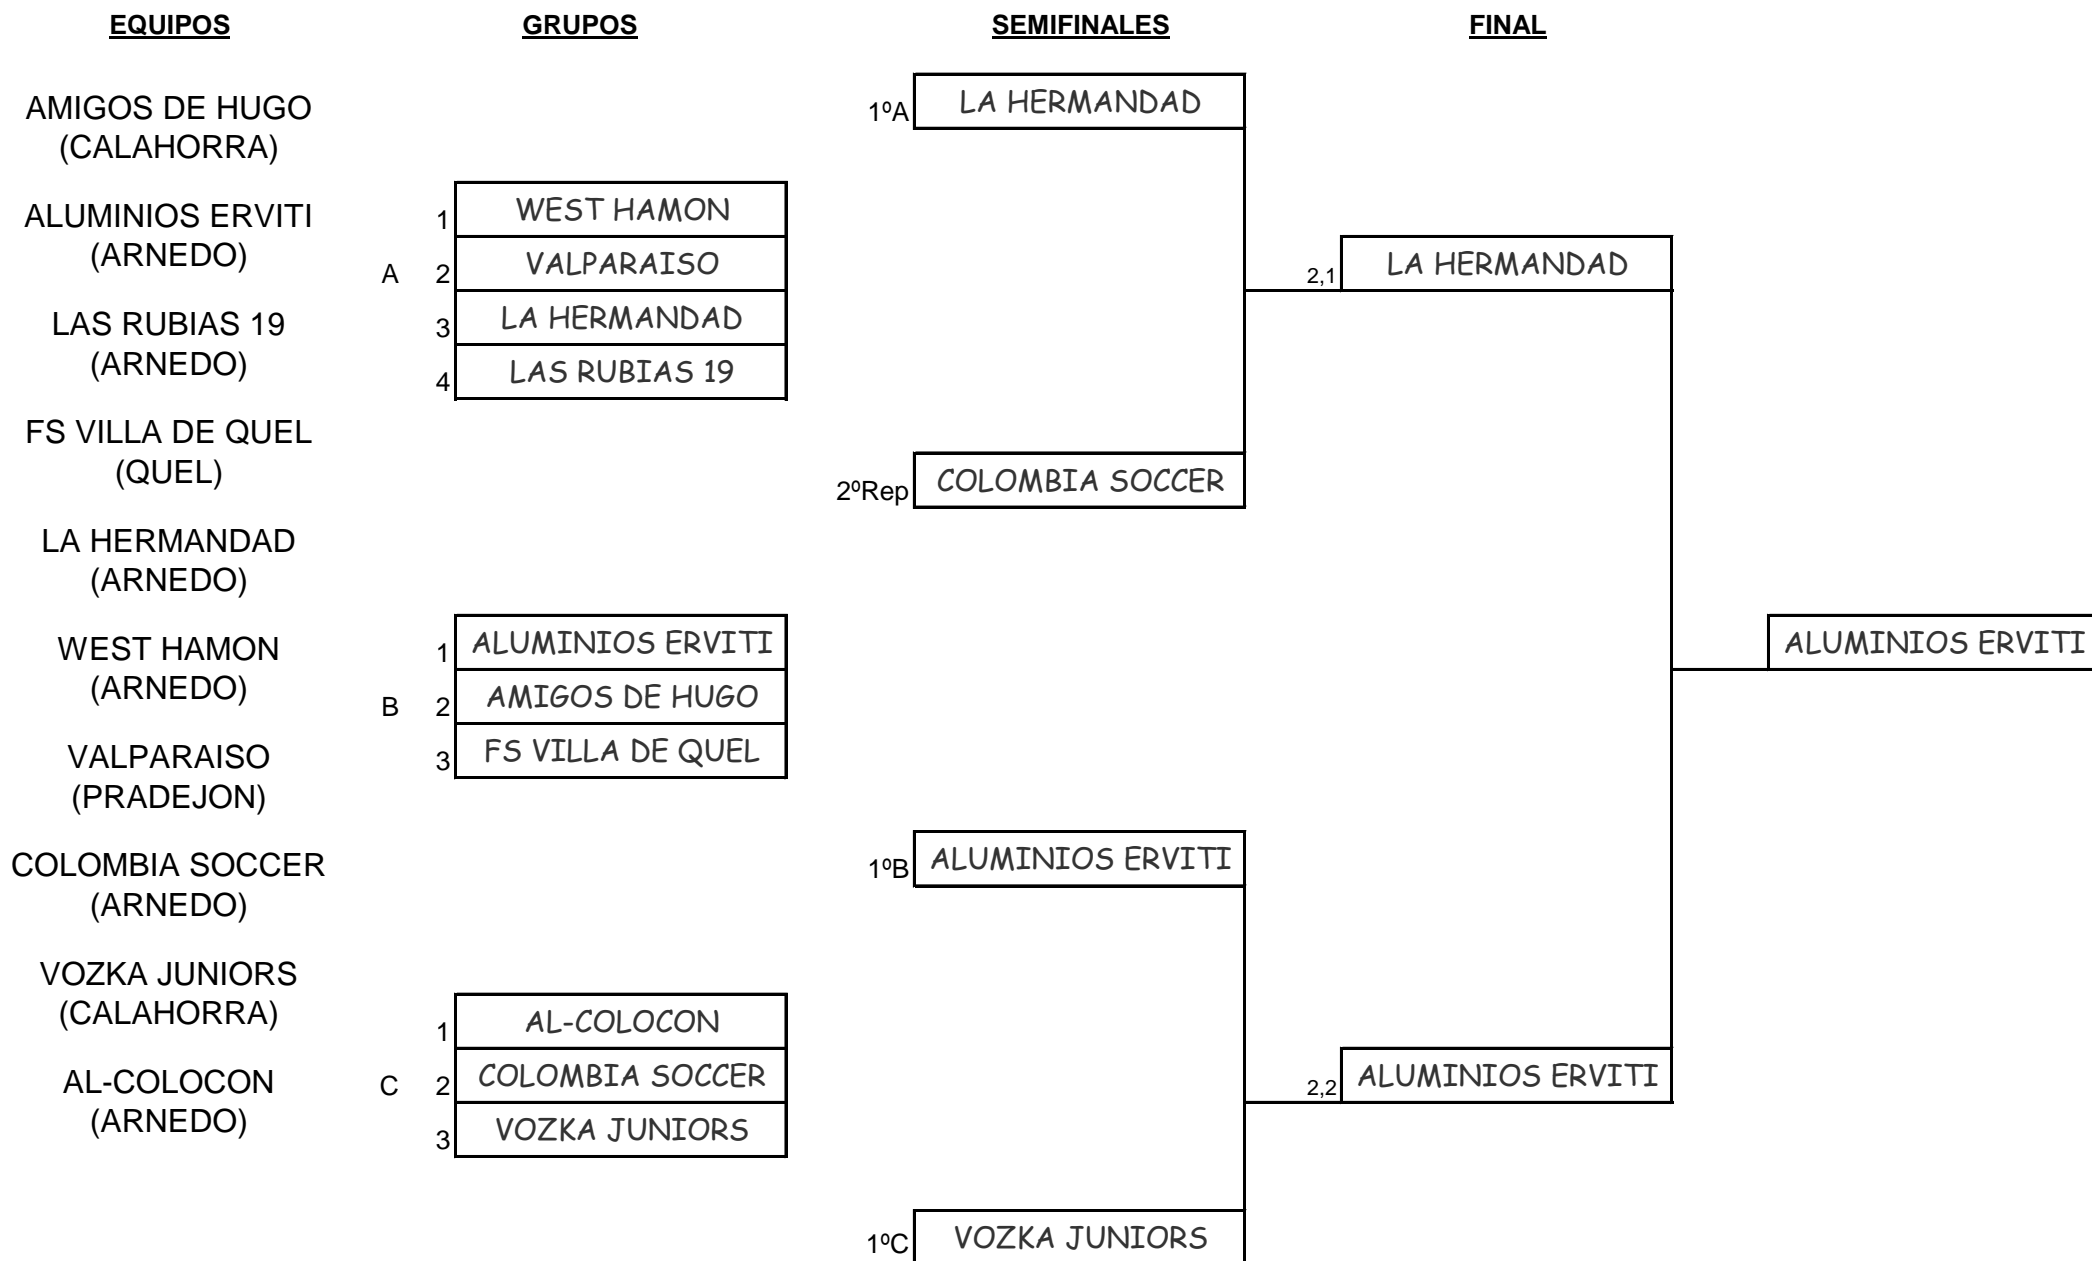 EQUIPOS
GRUPOS
SEMIFINALES
FINAL
AMIGOS DE HUGO
(CALAHORRA)
ALUMINIOS ERVITI
(ARNEDO)
LAS RUBIAS 19
(ARNEDO)
FS VILLA DE QUEL
(QUEL)
LA HERMANDAD
(ARNEDO)
WEST HAMON
(ARNEDO)
VALPARAISO
(PRADEJON)
COLOMBIA SOCCER
(ARNEDO)
VOZKA JUNIORS
(CALAHORRA)
AL-COLOCON
(ARNEDO)
A
1 WEST HAMON
2 VALPARAISO
3 LA HERMANDAD
4 LAS RUBIAS 19
B
1 ALUMINIOS ERVITI
2 AMIGOS DE HUGO
3 FS VILLA DE QUEL
C
1 AL-COLOCON
2 COLOMBIA SOCCER
3 VOZKA JUNIORS
1ºA LA HERMANDAD
2ºRep COLOMBIA SOCCER
1ºB ALUMINIOS ERVITI
1ºC VOZKA JUNIORS
2,1 LA HERMANDAD
2,2 ALUMINIOS ERVITI
ALUMINIOS ERVITI